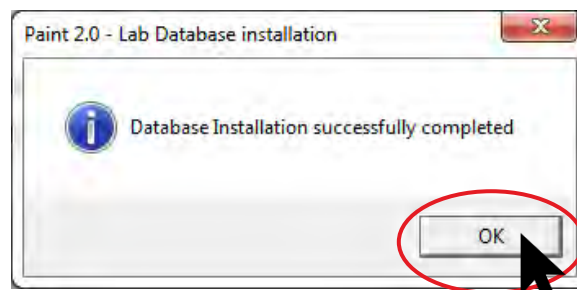 Paint 2.0 - Lab Database installation
Database Installation successfully completed
OK